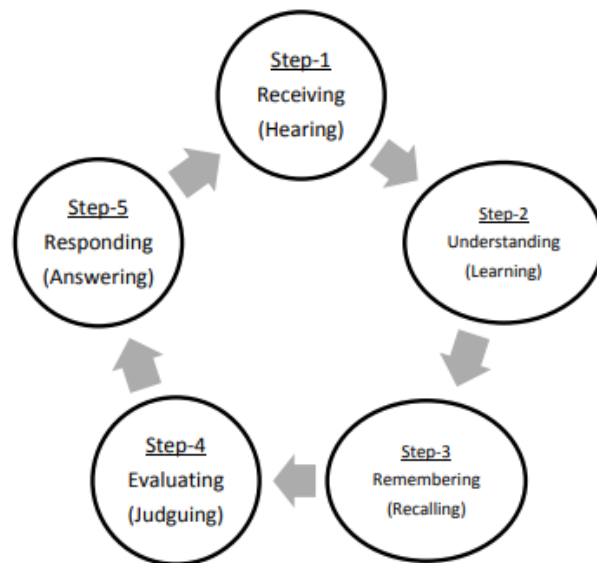 Step-1
Receiving
(Hearing)
Step-2
Understanding
(Learning)
Step-3
Remembering
(Recalling)
Step-4
Evaluating
(Judguing)
Step-5
Responding
(Answering)